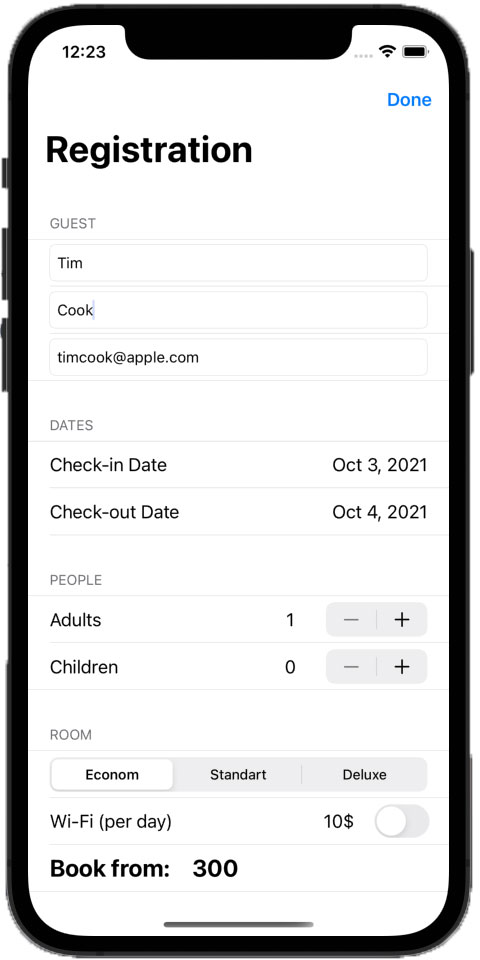 12:23
Done
Registration
GUEST
Tim
Cook
timcook@apple.com
DATES
Check-in Date Oct 3, 2021
Check-out Date Oct 4, 2021
PEOPLE
Adults 1 − +
Children 0 − +
ROOM
Econom Standart Deluxe
Wi-Fi (per day) 10$
Book from: 300